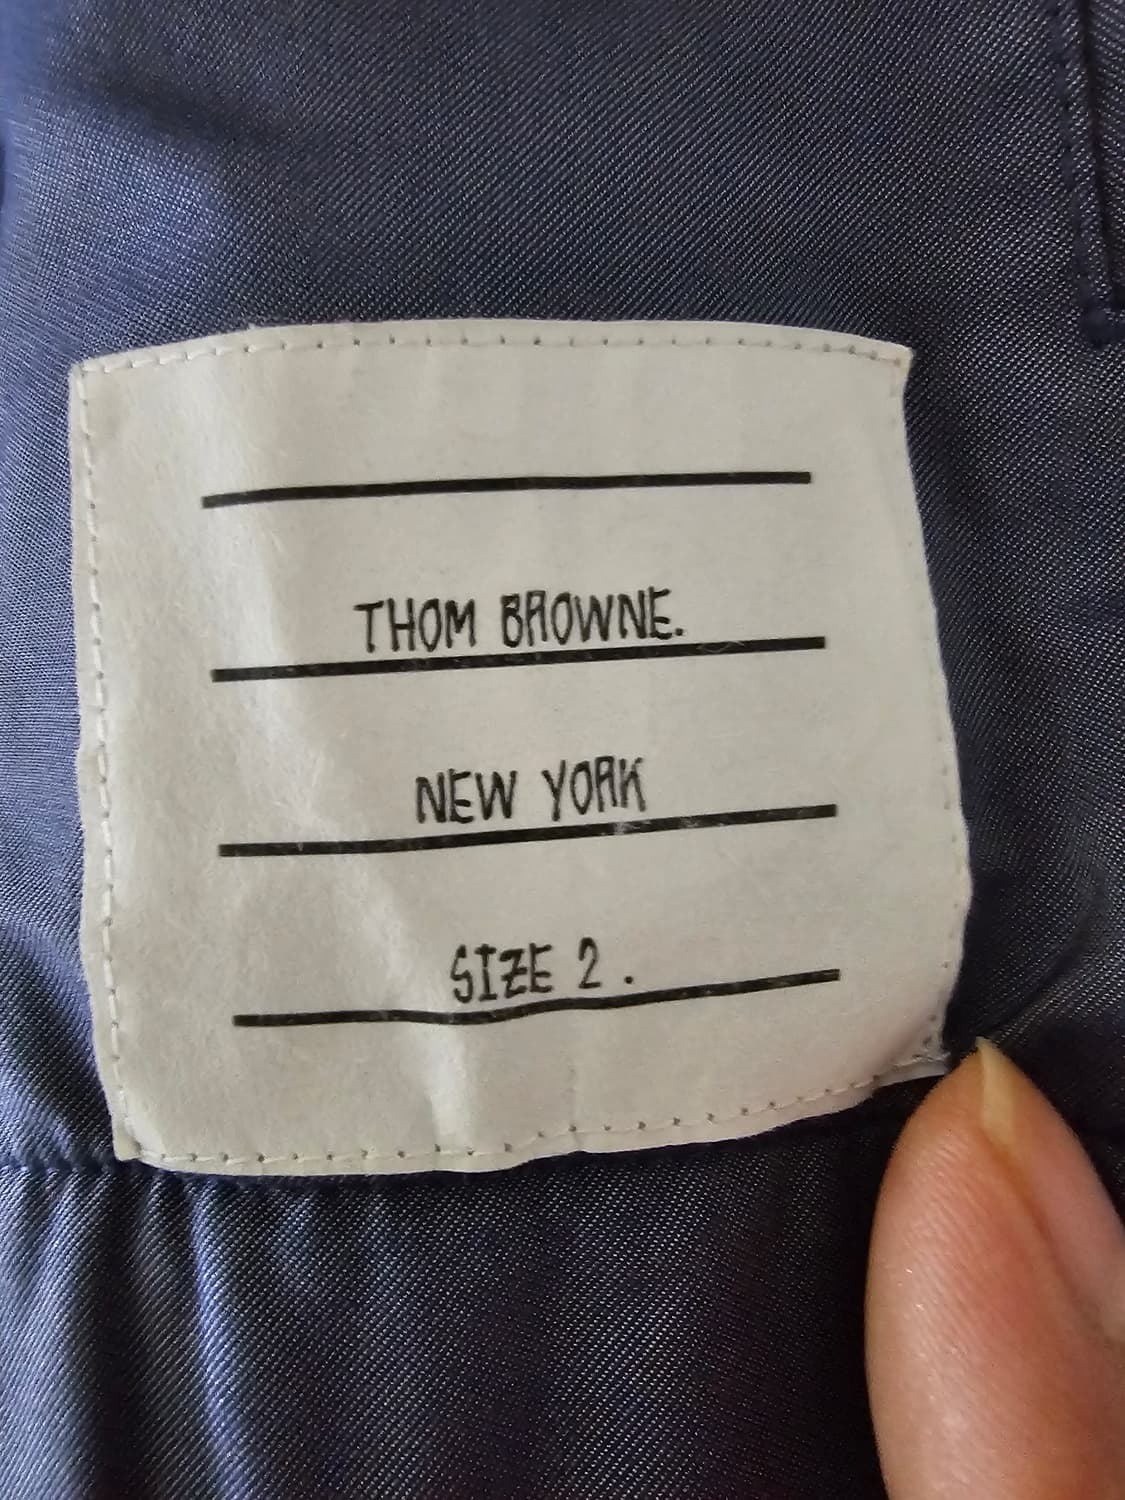 THOM BROWNE.
NEW YORK
SIZE 2.